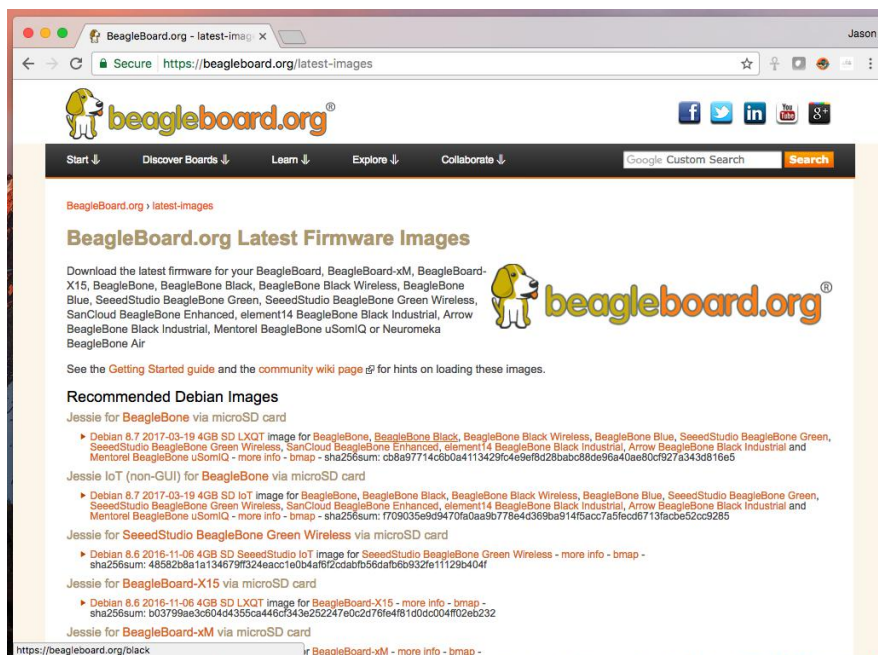 BeagleBoard.org - latest-imag
Jason
Secure https://beagleboard.org/latest-images
beagleboard.org®
f in You Tube 8+
Start Discover Boards Learn Explore Collaborate Google Custom Search Search
BeagleBoard.org › latest-images
BeagleBoard.org Latest Firmware Images
Download the latest firmware for your BeagleBoard, BeagleBoard-xM, BeagleBoard-
X15, BeagleBone, BeagleBone Black, BeagleBone Black Wireless, BeagleBone
Blue, SeeedStudio BeagleBone Green, SeeedStudio BeagleBone Green Wireless,
SanCloud BeagleBone Enhanced, element14 BeagleBone Black Industrial, Arrow
BeagleBone Black Industrial, Mentorel BeagleBone uSomIQ or Neuromeka
BeagleBone Air
beagleboard.org®
See the Getting Started guide and the community wiki page for hints on loading these images.
Recommended Debian Images
Jessie for BeagleBone via microSD card
Debian 8.7 2017-03-19 4GB SD LXQT image for BeagleBone, BeagleBone Black, BeagleBone Black Wireless, BeagleBone Blue, SeeedStudio BeagleBone Green,
SeeedStudio BeagleBone Green Wireless, SanCloud BeagleBone Enhanced, element14 BeagleBone Black Industrial, Arrow BeagleBone Black Industrial and
Mentorel BeagleBone uSomIQ - more info - bmap - sha256sum: cb8a97714c6b0a4113429fc4e9ef8d28babc88de96a40ae80cf927a343d816e5
Jessie IoT (non-GUI) for BeagleBone via microSD card
Debian 8.7 2017-03-19 4GB SD IoT image for BeagleBone, BeagleBone Black, BeagleBone Black Wireless, BeagleBone Blue, SeeedStudio BeagleBone Green,
SeeedStudio BeagleBone Green Wireless, SanCloud BeagleBone Enhanced, element14 BeagleBone Black Industrial, Arrow BeagleBone Black Industrial and
Mentorel BeagleBone uSomIQ - more info - bmap - sha256sum: f709035e9d9470fa0aa9b778e4d369ba914f5acc7a5fecd6713facbe52cc9285
Jessie for SeeedStudio BeagleBone Green Wireless via microSD card
Debian 8.6 2016-11-06 4GB SD SeeedStudio IoT image for SeeedStudio BeagleBone Green Wireless - more info - bmap -
sha256sum: 48582b8a1a134679ff324eacc1e0b4af6f2cdabfb56dafb6b932fe11129b404f
Jessie for BeagleBoard-X15 via microSD card
Debian 8.6 2016-11-06 4GB SD LXQT image for BeagleBoard-X15 - more info - bmap -
sha256sum: b03799ae3c604d4355ca446cf343e252247e0c2d76fe4f81d0dc004ff02eb232
Jessie for BeagleBoard-xM via microSD card
https://beagleboard.org/black
r BeagleBoard-xM - more info - bmap -